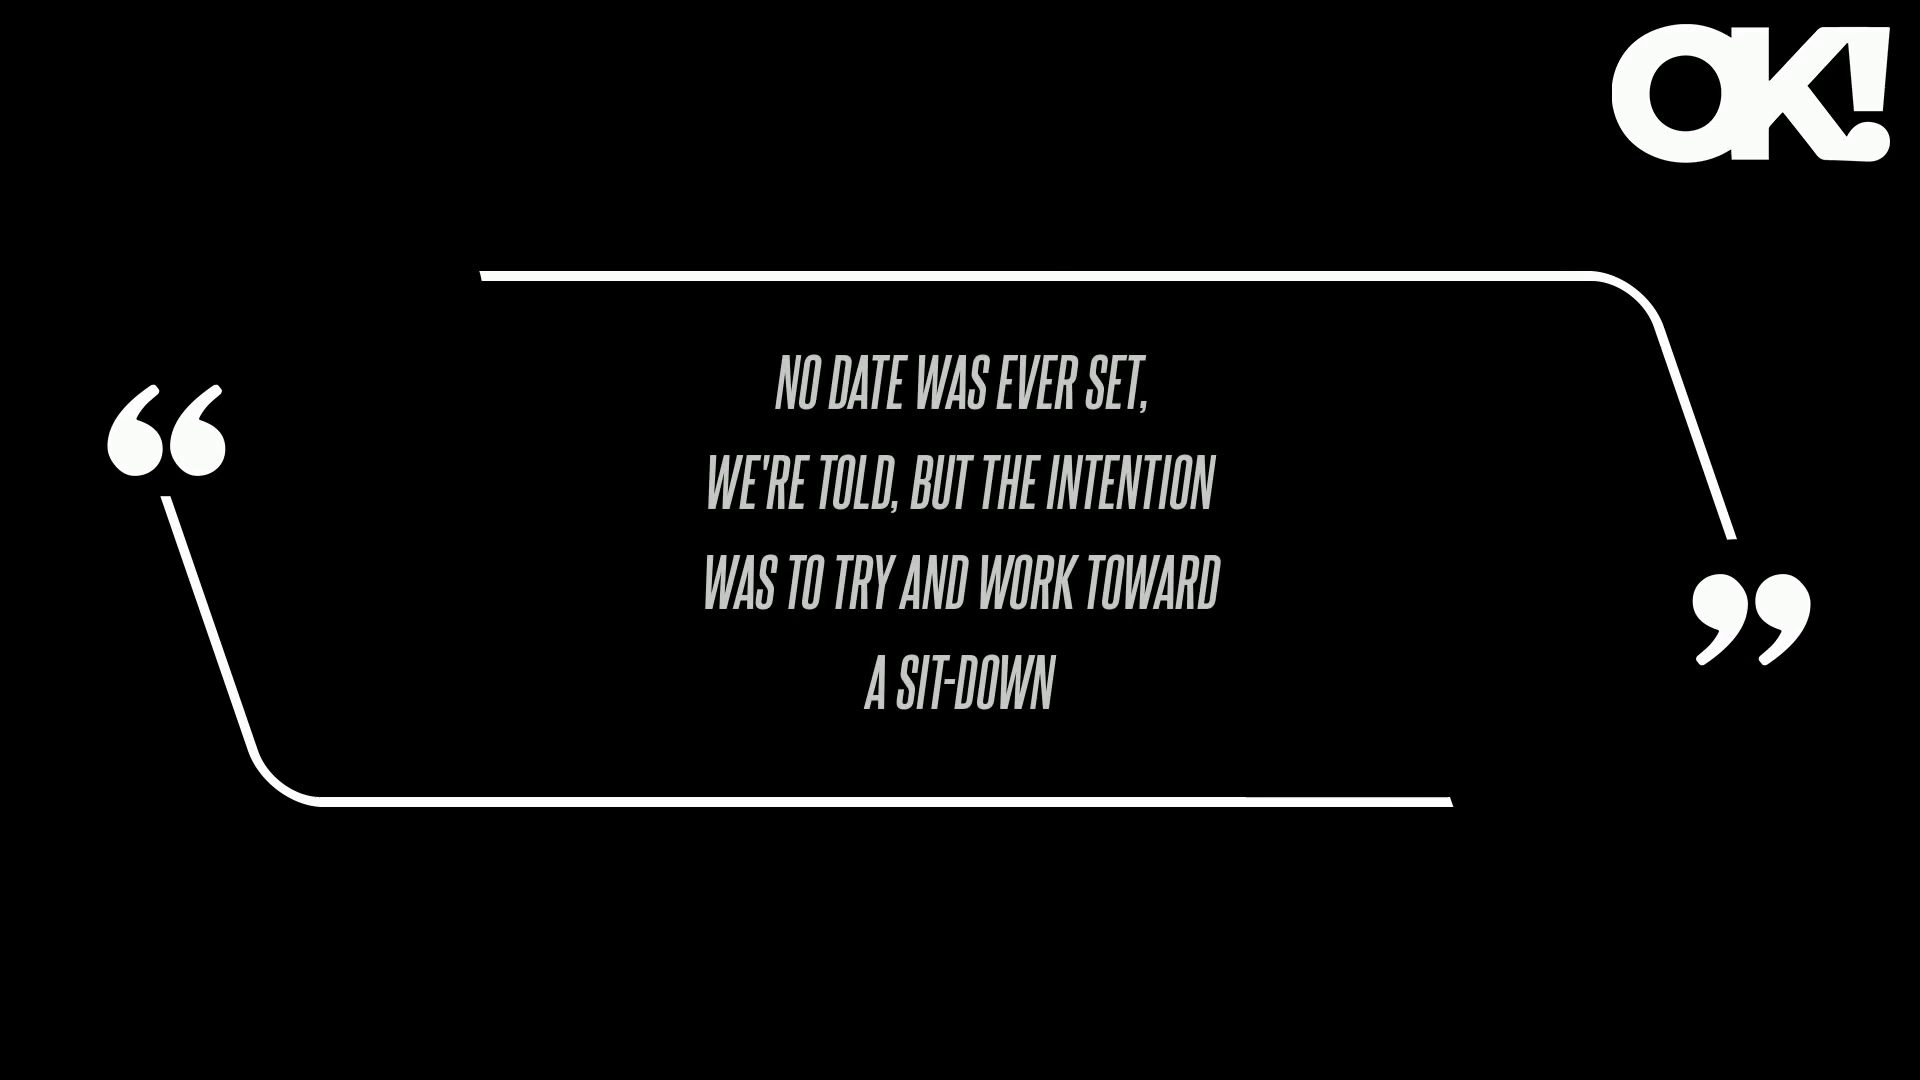 OK!
“
NO DATE WAS EVER SET,
WE'RE TOLD, BUT THE INTENTION
WAS TO TRY AND WORK TOWARD
A SIT-DOWN
”